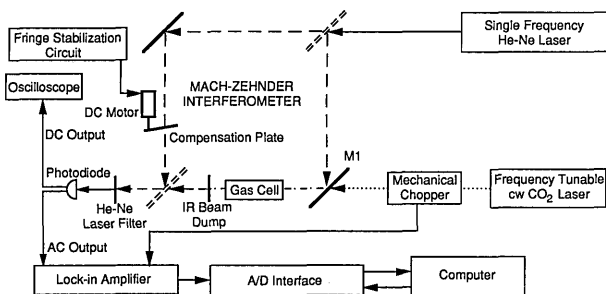 Fringe Stabilization
Circuit
Single Frequency
He-Ne Laser
Oscilloscope
MACH-ZEHNDER
INTERFEROMETER
DC Motor
DC Output
Compensation Plate
M1
Photodiode
Gas Cell
Mechanical
Chopper
Frequency Tunable
cw CO2 Laser
He-Ne
Laser Filter
IR Beam
Dump
AC Output
Lock-in Amplifier
A/D Interface
Computer